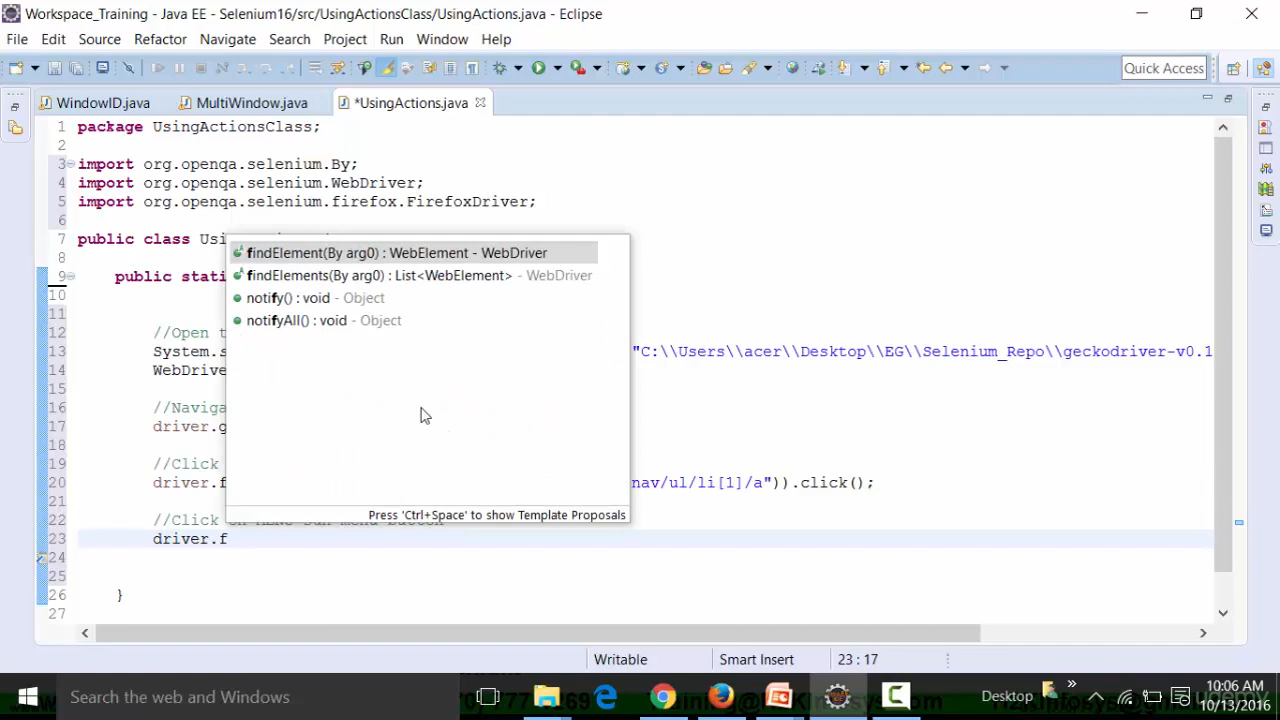 Workspace_Training - Java EE - Selenium16/src/UsingActionsClass/UsingActions.java - Eclipse
File Edit Source Refactor Navigate Search Project Run Window Help
Quick Access
WindowID.java MultiWindow.java *UsingActions.java
1 package UsingActionsClass;
2
3 import org.openqa.selenium.By;
4 import org.openqa.selenium.WebDriver;
5 import org.openqa.selenium.firefox.FirefoxDriver;
6
7 public class
findElement(By arg0) : WebElement - WebDriver
8
findElements(By arg0) : List<WebElement> - WebDriver
9 public
notify() : void - Object
10
notifyAll() : void - Object
11
12 //Open
13 System. "C:\\Users\\acer\\Desktop\\EG\\Selenium_Repo\\geckodriver-v0.1
14
15
16
17 driver.
18
19 //Click
20 driver. nav/ul/li[1]/a")).click();
21
Press 'Ctrl+Space' to show Template Proposals
22 //Click
23 driver.f
24
25
26 }
27
Writable Smart Insert 23 : 17
Search the web and Windows
Desktop
10:06 AM
10/13/2016